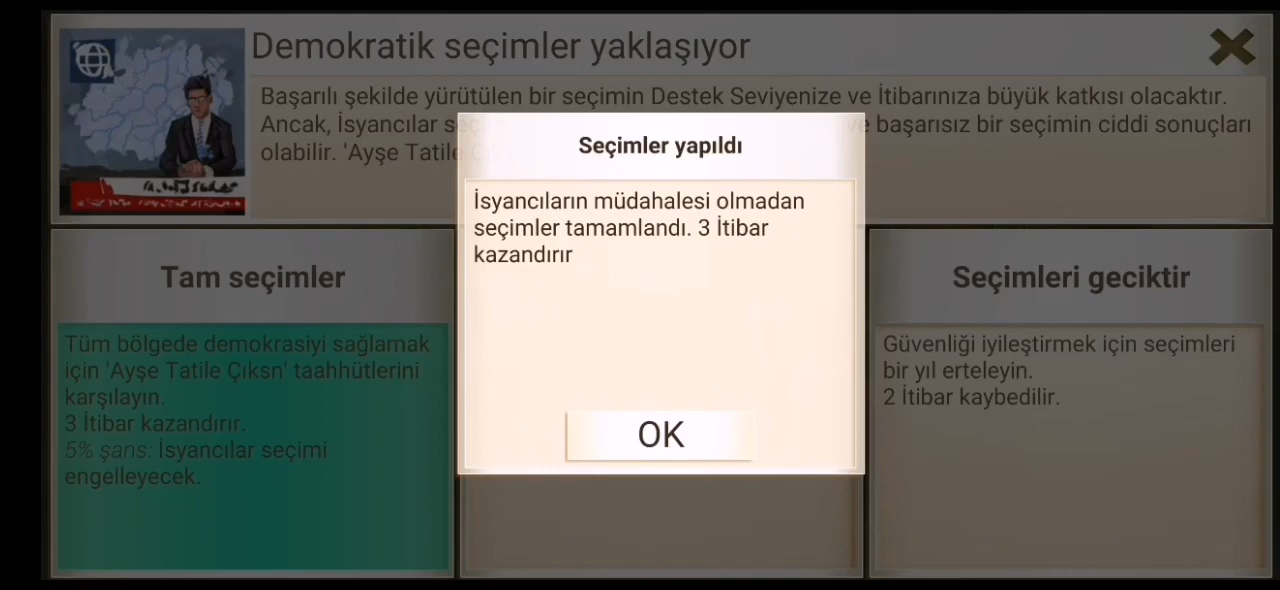 Demokratik seçimler yaklaşıyor
Başarılı şekilde yürütülen bir seçimin Destek Seviyenize ve İtibarınıza büyük katkısı olacaktır.
Ancak, İsyancılar ve başarısız bir seçimin ciddi sonuçları
olabilir. 'Ayşe Tatile
Seçimler yapıldı
İsyancıların müdahalesi olmadan
seçimler tamamlandı. 3 İtibar
kazandırır
OK
Tam seçimler
Tüm bölgede demokrasiyi sağlamak
için 'Ayşe Tatile Çıksn' taahhütlerini
karşılayın.
3 İtibar kazandırır.
5% şans: İsyancılar seçimi
engelleyecek.
Seçimleri geciktir
Güvenliği iyileştirmek için seçimleri
bir yıl erteleyin.
2 İtibar kaybedilir.